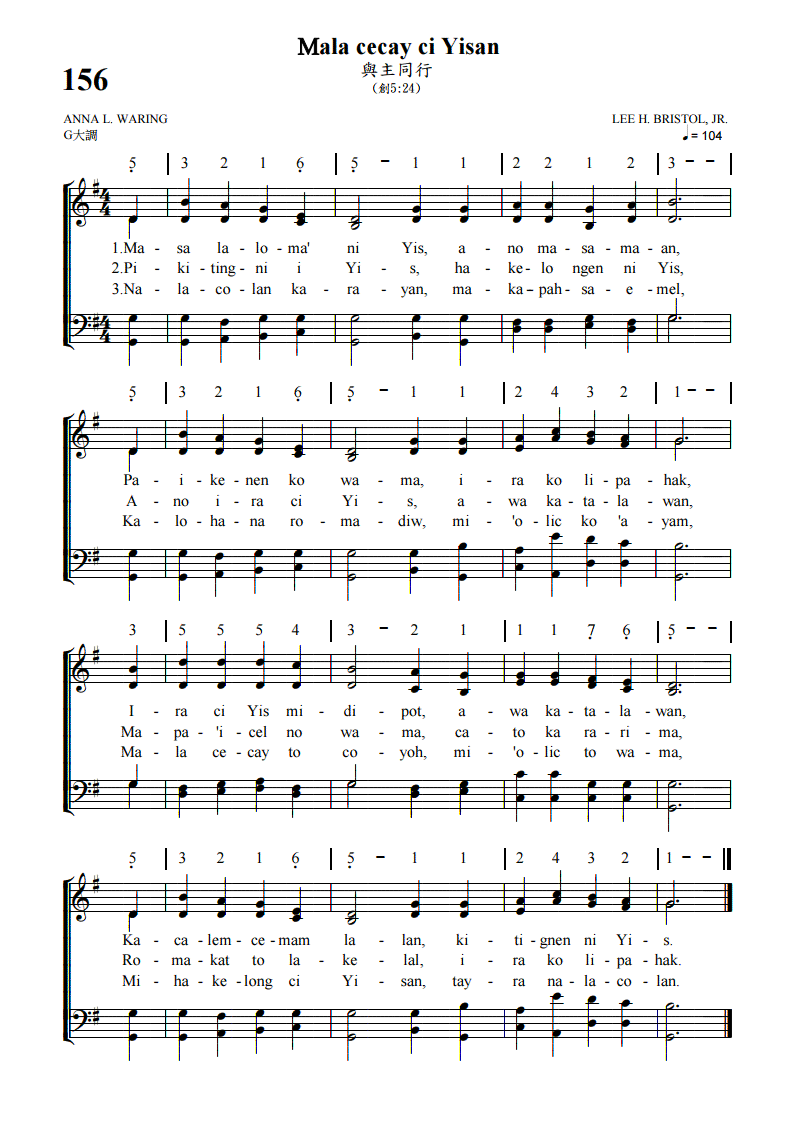 Mala cecay ci Yisan
與主同行
156
(創5:24)
ANNA L. WARING LEE H. BRISTOL, JR.
G大調 ♩= 104
5 | 3 2 1 6 | 5 - 1 1 | 2 2 1 2 | 3 - - |
1.Ma - sa la - lo - ma' ni Yis, a - no ma - sa - ma - an,
2.Pi - ki - ting - ni i Yi - s, ha - ke - lo ngen ni Yis,
3.Na - la - co - lan ka - ra - yan, ma - ka - pah - sa - e - mel,
5 | 3 2 1 6 | 5 - 1 1 | 2 4 3 2 | 1 - - |
Pa - i - ke - nen ko wa - ma, i - ra ko li - pa - hak,
A - no i - ra ci Yi - s, a - wa ka - ta - la - wan,
Ka - lo - ha - na ro - ma - diw, mi - 'o - lic ko 'a - yam,
3 | 5 5 5 4 | 3 - 2 1 | 1 1 7 6 | 5 - - |
I - ra ci Yis mi - di - pot, a - wa ka - ta - la - wan,
Ma - pa - 'i - cel no wa - ma, ca - to ka - ra - ri - ma,
Ma - la ce - cay to co - yoh, mi - 'o - lic to wa - ma,
5 | 3 2 1 6 | 5 - 1 1 | 2 4 3 2 | 1 - -
Ka - ca - lem - ce - mam la - lan, ki - ti - gnen ni Yi - s.
Ro - ma - kat to la - ke - lal, i - ra ko li - pa - hak.
Mi - ha - ke - long ci Yi - san, tay - ra na - la - co - lan.